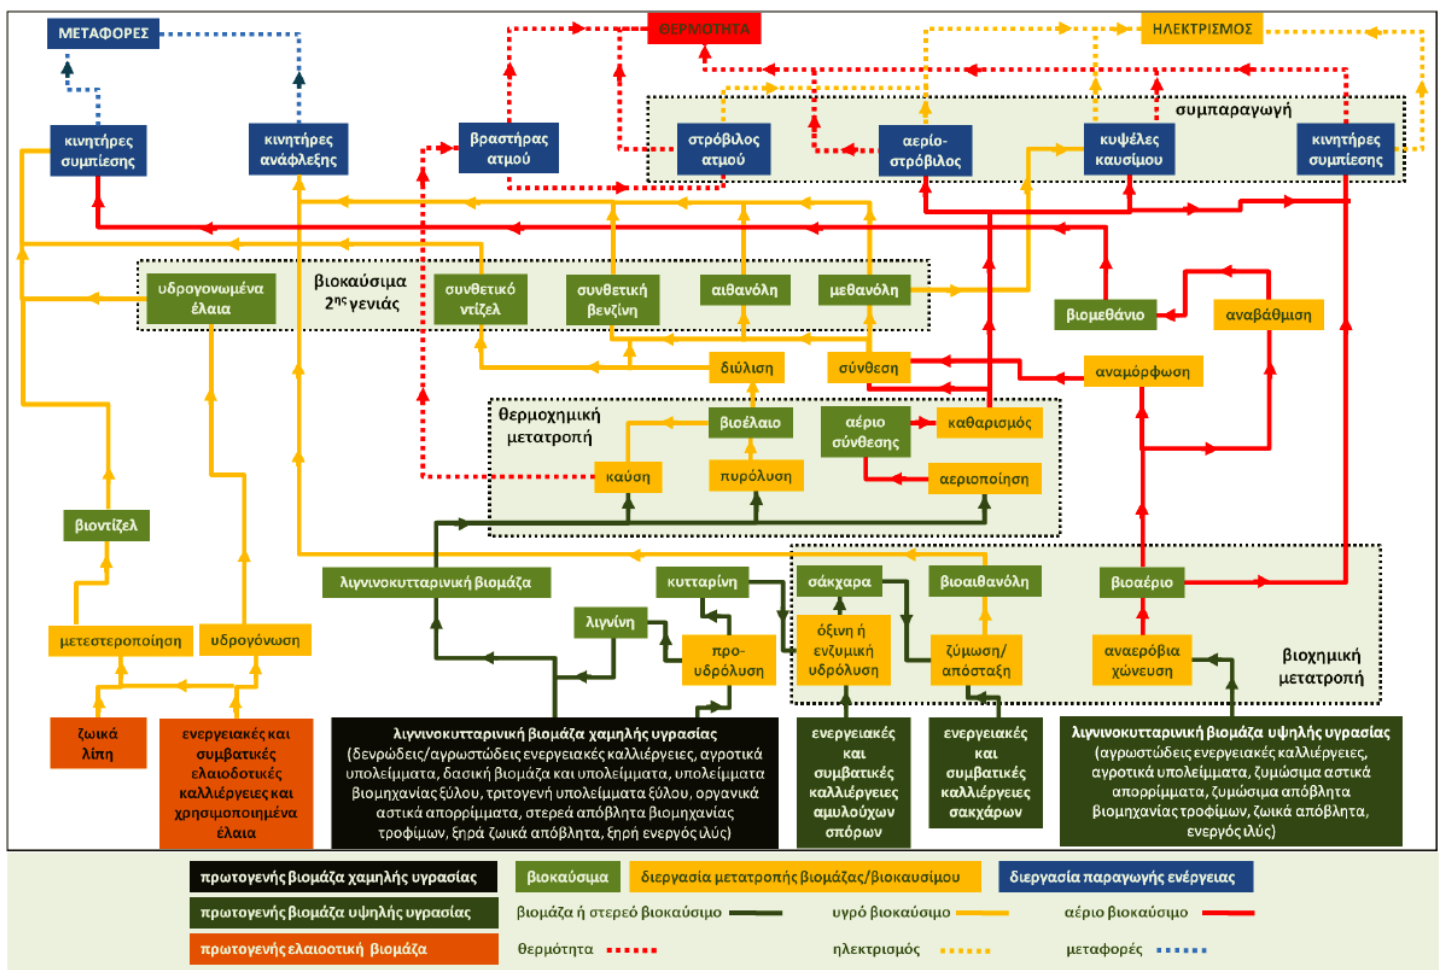 ΜΕΤΑΦΟΡΕΣ
ΘΕΡΜΟΤΗΤΑ
ΗΛΕΚΤΡΙΣΜΟΣ
συμπαραγωγή
κινητήρες
συμπίεσης
κινητήρες
ανάφλεξης
βραστήρας
ατμού
στρόβιλος
ατμού
αερίο-
στρόβιλος
κυψέλες
καυσίμου
κινητήρες
συμπίεσης
υδρογονωμένα
έλαια
βιοκαύσιμα
2ης γενιάς
συνθετικό
ντίζελ
συνθετική
βενζίνη
αιθανόλη
μεθανόλη
βιομεθάνιο
αναβάθμιση
διύλιση
σύνθεση
αναμόρφωση
θερμοχημική
μετατροπή
βιοέλαιο
αέριο
σύνθεσης
καθαρισμός
καύση
πυρόλυση
αεριοποίηση
βιοντίζελ
λιγνινοκυτταρινική βιομάζα
κυτταρίνη
σάκχαρα
βιοαιθανόλη
βιοαέριο
λιγνίνη
μετεστεροποίηση
υδρογόνωση
προ-
υδρόλυση
όξινη ή
ενζυμική
υδρόλυση
ζύμωση/
απόσταξη
αναερόβια
χώνευση
βιοχημική
μετατροπή
ζωικά
λίπη
ενεργειακές και
συμβατικές
ελαιοδοτικές
καλλιέργειες και
χρησιμοποιημένα
έλαια
λιγνινοκυτταρινική βιομάζα χαμηλής υγρασίας
(δενρώδεις/αγρωστώδεις ενεργειακές καλλιέργειες, αγροτικά
υπολείμματα, δασική βιομάζα και υπολείμματα, υπολείμματα
βιομηχανίας ξύλου, τριτογενή υπολείμματα ξύλου, οργανικά
αστικά απορρίμματα, στερεά απόβλητα βιομηχανίας
τροφίμων, ξηρά ζωικά απόβλητα, ξηρή ενεργός ιλύς)
ενεργειακές
και
συμβατικές
καλλιέργειες
αμυλούχων
σπόρων
ενεργειακές
και
συμβατικές
καλλιέργειες
σακχάρων
λιγνινοκυτταρινική βιομάζα υψηλής υγρασίας
(αγρωστώδεις ενεργειακές καλλιέργειες,
αγροτικά υπολείμματα, ζυμώσιμα αστικά
απορρίμματα, ζυμώσιμα απόβλητα
βιομηχανίας τροφίμων, ζωικά απόβλητα,
ενεργός ιλύς)
πρωτογενής βιομάζα χαμηλής υγρασίας
βιοκαύσιμα
διεργασία μετατροπής βιομάζας/βιοκαυσίμου
διεργασία παραγωγής ενέργειας
πρωτογενής βιομάζα υψηλής υγρασίας
βιομάζα ή στερεό βιοκαύσιμο
υγρό βιοκαύσιμο
αέριο βιοκαύσιμο
πρωτογενής ελαιοοτική βιομάζα
θερμότητα
ηλεκτρισμός
μεταφορές